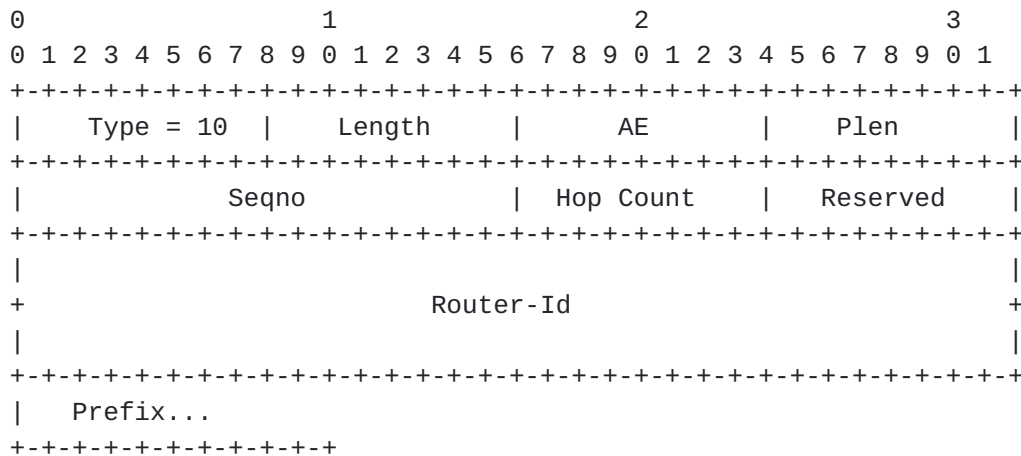 0                   1                   2                   3
0 1 2 3 4 5 6 7 8 9 0 1 2 3 4 5 6 7 8 9 0 1 2 3 4 5 6 7 8 9 0 1
+-+-+-+-+-+-+-+-+-+-+-+-+-+-+-+-+-+-+-+-+-+-+-+-+-+-+-+-+-+-+-+-+
|    Type = 10  |    Length     |      AE       |    Plen       |
+-+-+-+-+-+-+-+-+-+-+-+-+-+-+-+-+-+-+-+-+-+-+-+-+-+-+-+-+-+-+-+-+
|             Seqno             |  Hop Count    |   Reserved    |
+-+-+-+-+-+-+-+-+-+-+-+-+-+-+-+-+-+-+-+-+-+-+-+-+-+-+-+-+-+-+-+-+
|                                                               |
+                          Router-Id                            +
|                                                               |
+-+-+-+-+-+-+-+-+-+-+-+-+-+-+-+-+-+-+-+-+-+-+-+-+-+-+-+-+-+-+-+-+
|   Prefix...
+-+-+-+-+-+-+-+-+-+-+